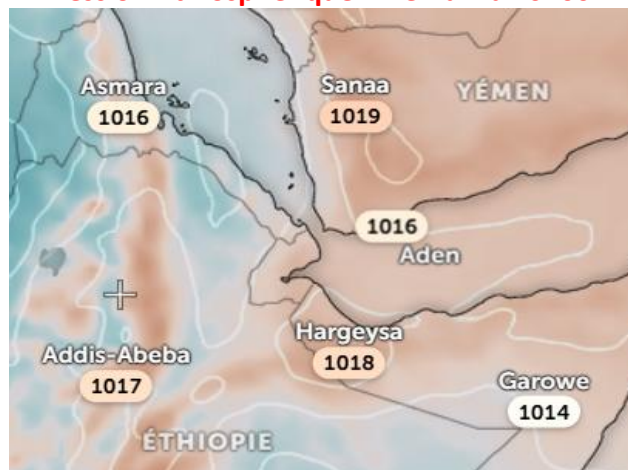 Asmara
1016
Sanaa
1019
YÉMEN
1016
Aden
Hargeysa
1018
Addis-Abeba
1017
Garowe
1014
ÉTHIOPIE